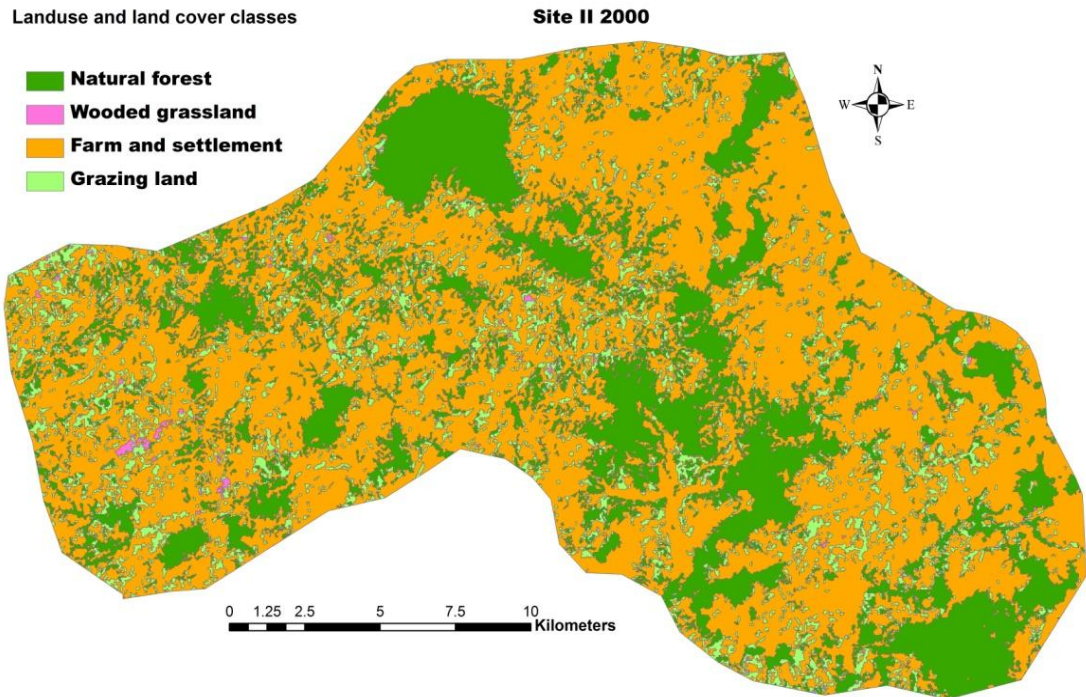 Landuse and land cover classes
Site II 2000
Natural forest
Wooded grassland
Farm and settlement
Grazing land
N
W E
S
0 1.25 2.5 5 7.5 10
Kilometers